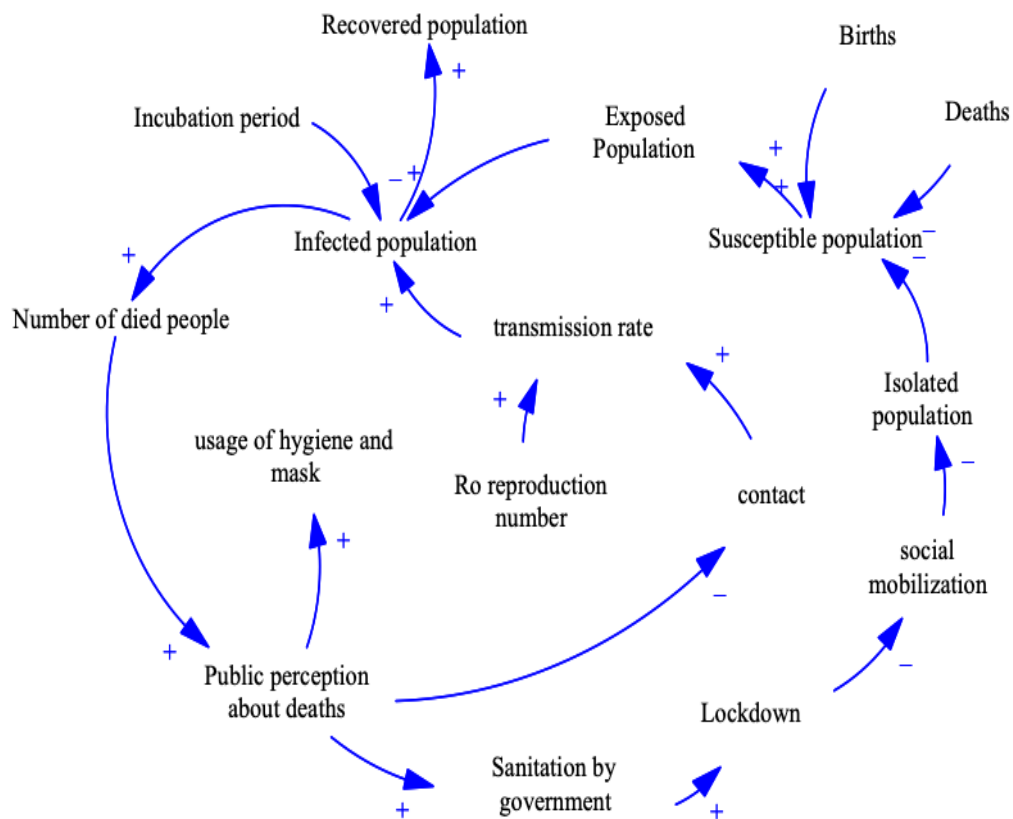 Recovered population
+
Births
Incubation period
Exposed
Population
Deaths
+
− +
+
Infected population
Susceptible population
−
−
+
+
Number of died people
transmission rate
+
+
Isolated
population
usage of hygiene and
mask
−
Ro reproduction
number
contact
+
social
mobilization
−
+
Public perception
about deaths
−
Lockdown
Sanitation by
government
+
+